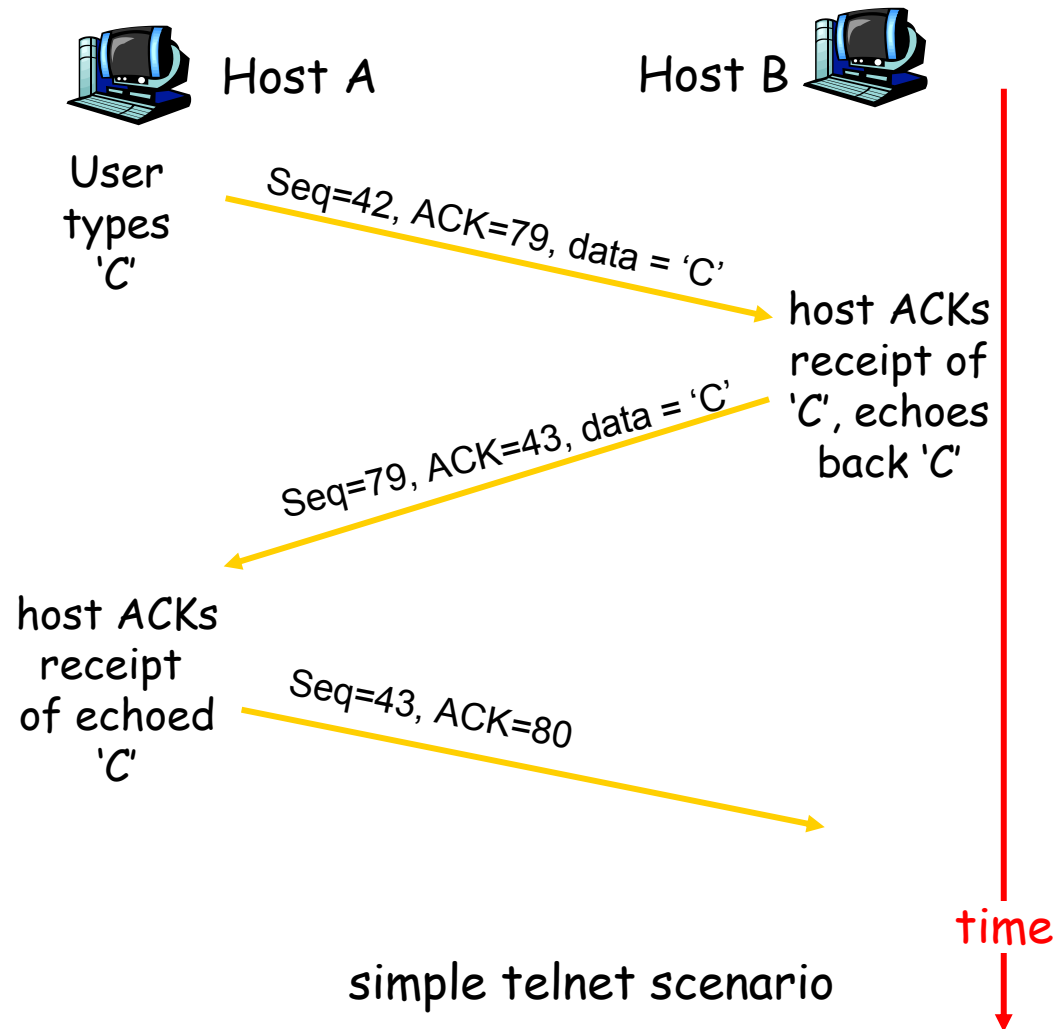 Host A
Host B
User
types
‘C’
Seq=42, ACK=79, data = ‘C’
host ACKs
receipt of
‘C’, echoes
back ‘C’
Seq=79, ACK=43, data = ‘C’
host ACKs
receipt
of echoed
‘C’
Seq=43, ACK=80
time
simple telnet scenario